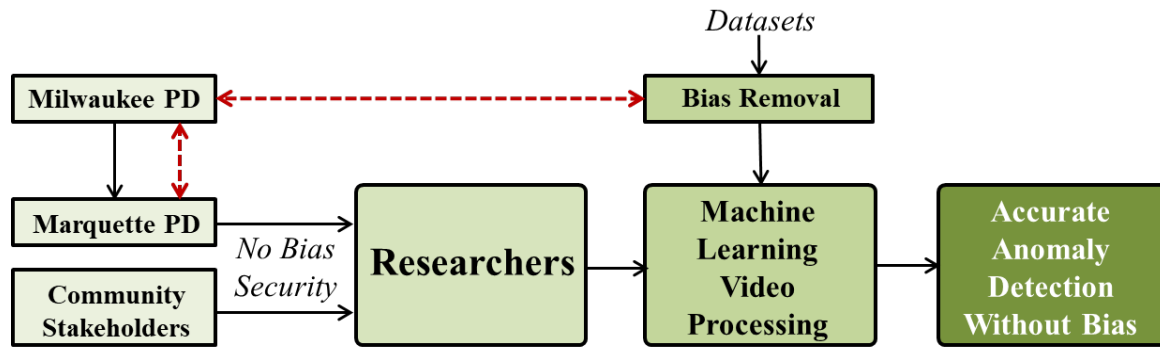 Datasets
Milwaukee PD
Bias Removal
Marquette PD
No Bias
Security
Community
Stakeholders
Researchers
Machine
Learning
Video
Processing
Accurate
Anomaly
Detection
Without Bias